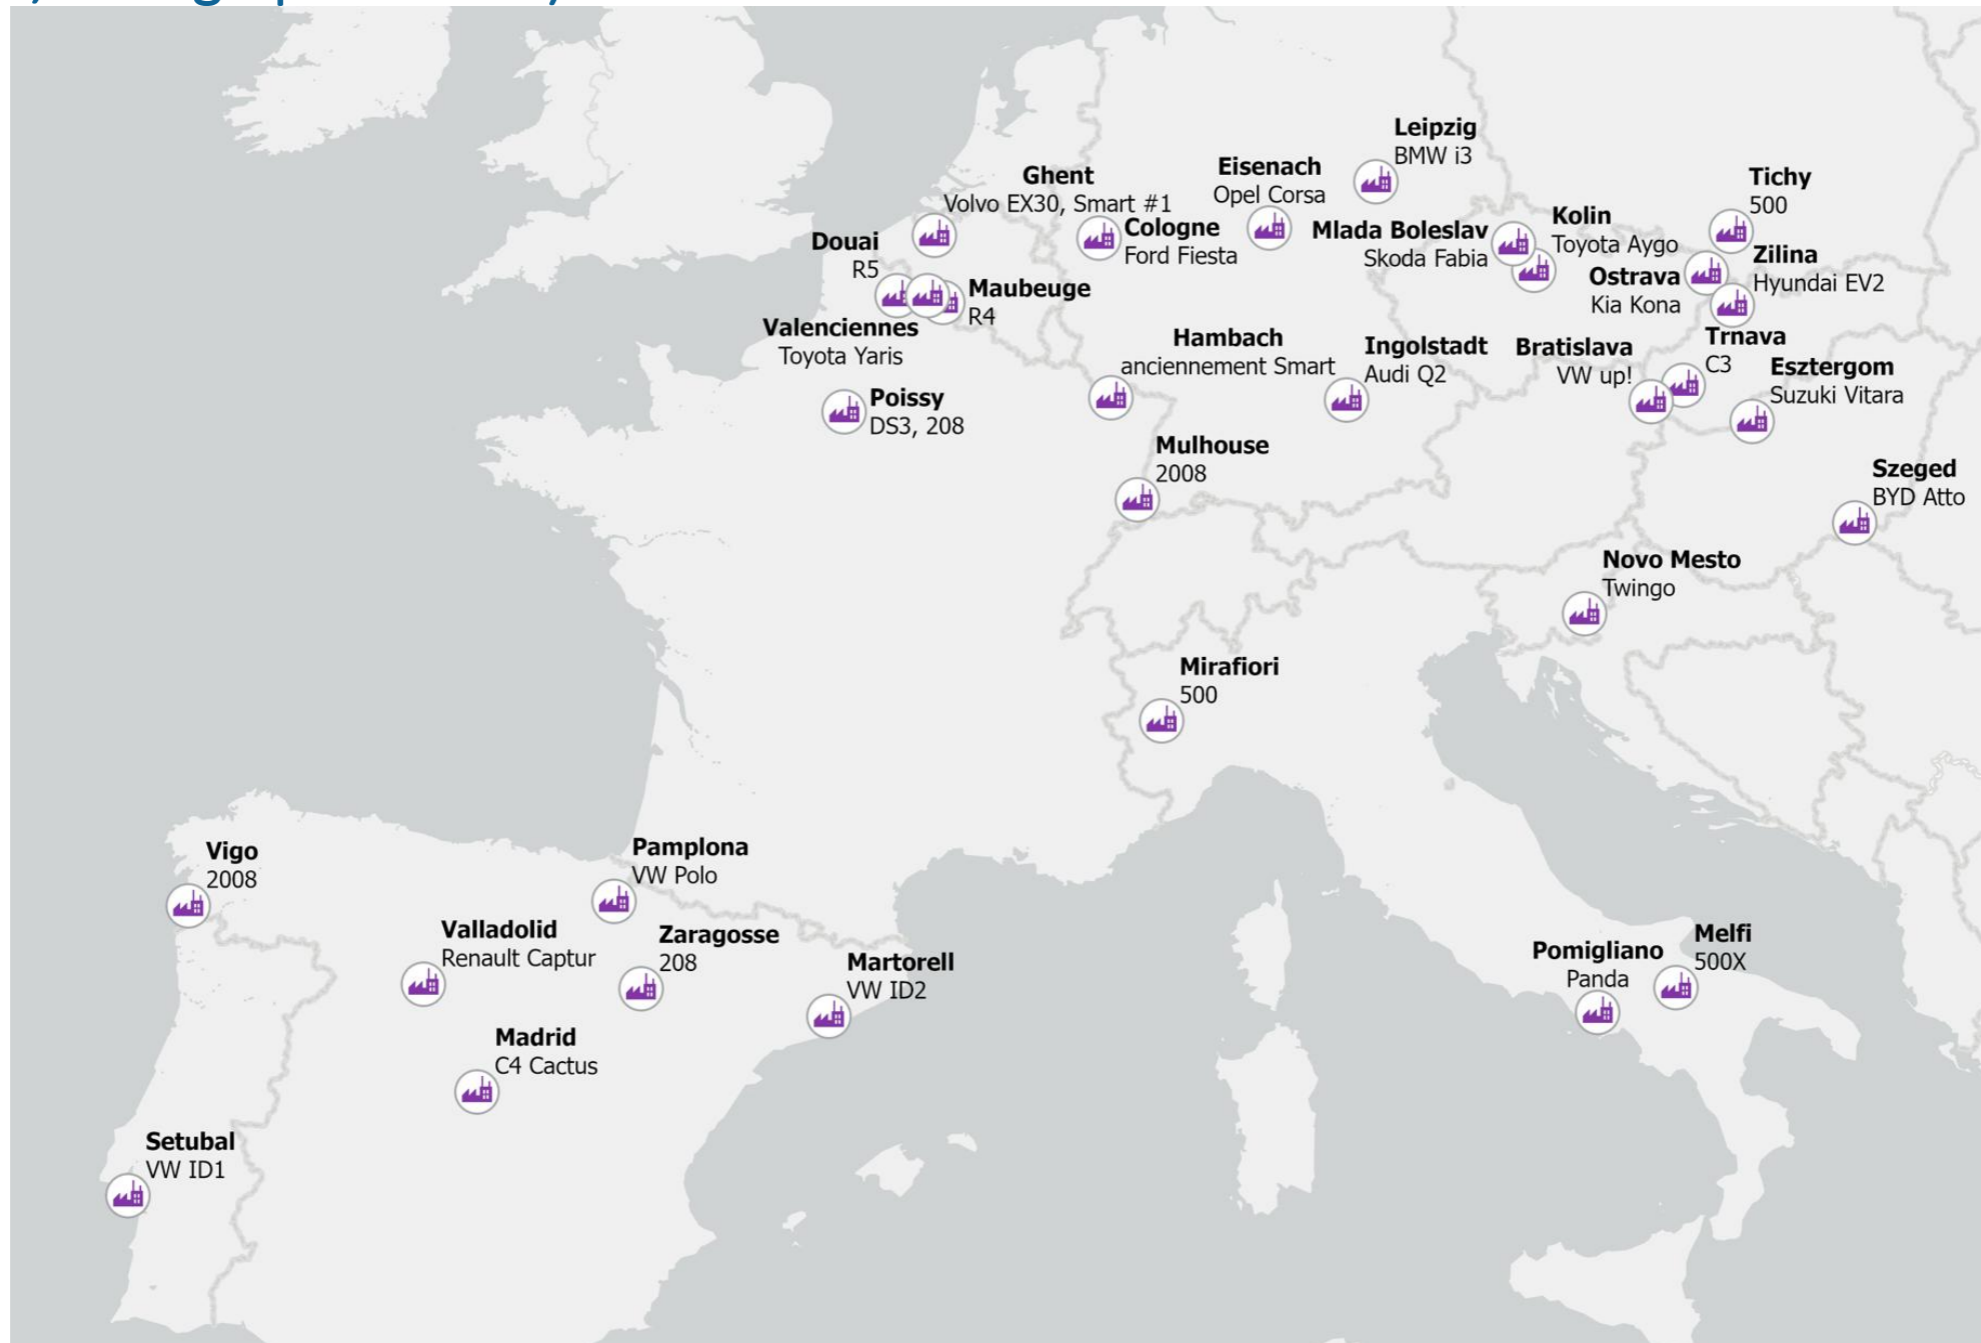 Leipzig
BMW i3
Eisenach
Opel Corsa
Ghent
Volvo EX30, Smart #1
Tichy
500
Kolin
Toyota Aygo
Mlada Boleslav
Skoda Fabia
Cologne
Ford Fiesta
Douai
R5
Zilina
Hyundai EV2
Ostrava
Kia Kona
Maubeuge
R4
Valenciennes
Toyota Yaris
Hambach
anciennement Smart
Ingolstadt
Audi Q2
Bratislava
VW up!
Trnava
C3
Esztergom
Suzuki Vitara
Poissy
DS3, 208
Mulhouse
2008
Szeged
BYD Atto
Novo Mesto
Twingo
Mirafiori
500
Vigo
2008
Pamplona
VW Polo
Valladolid
Renault Captur
Zaragosse
208
Martorell
VW ID2
Pomigliano
Panda
Melfi
500X
Madrid
C4 Cactus
Setubal
VW ID1